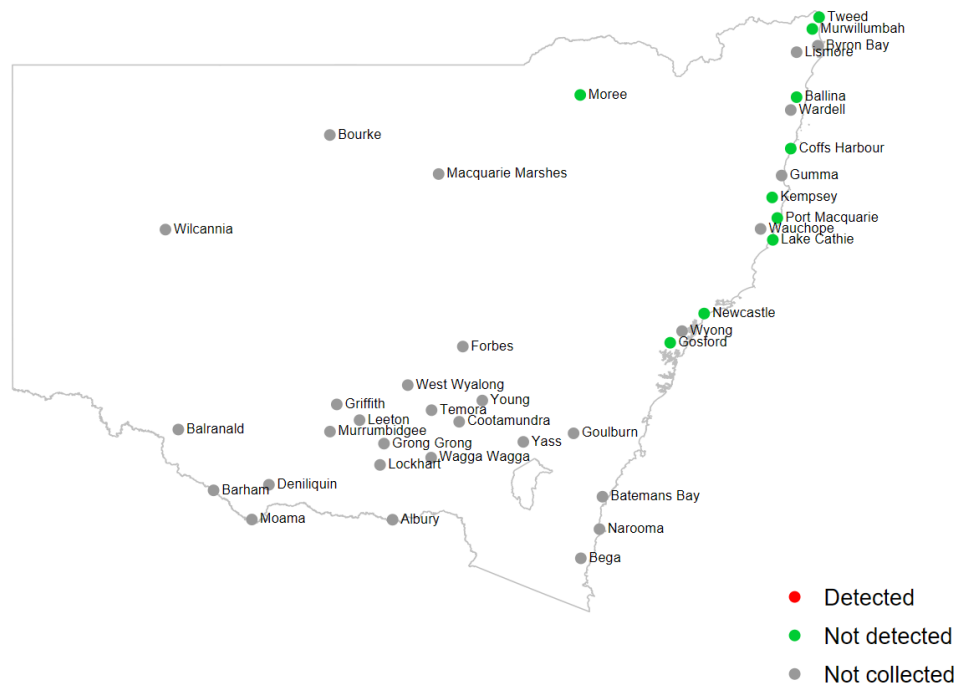 Tweed
Murwillumbah
Byron Bay
Lismore
Moree
Ballina
Wardell
Bourke
Coffs Harbour
Macquarie Marshes
Gumma
Kempsey
Port Macquarie
Wilcannia
Wauchope
Lake Cathie
Newcastle
Wyong
Gosford
Forbes
West Wyalong
Young
Griffith
Temora
Leeton
Cootamundra
Balranald
Murrumbidgee
Goulburn
Grong Grong
Yass
Wagga Wagga
Lockhart
Deniliquin
Barham
Batemans Bay
Moama
Albury
Narooma
Bega
Detected
Not detected
Not collected